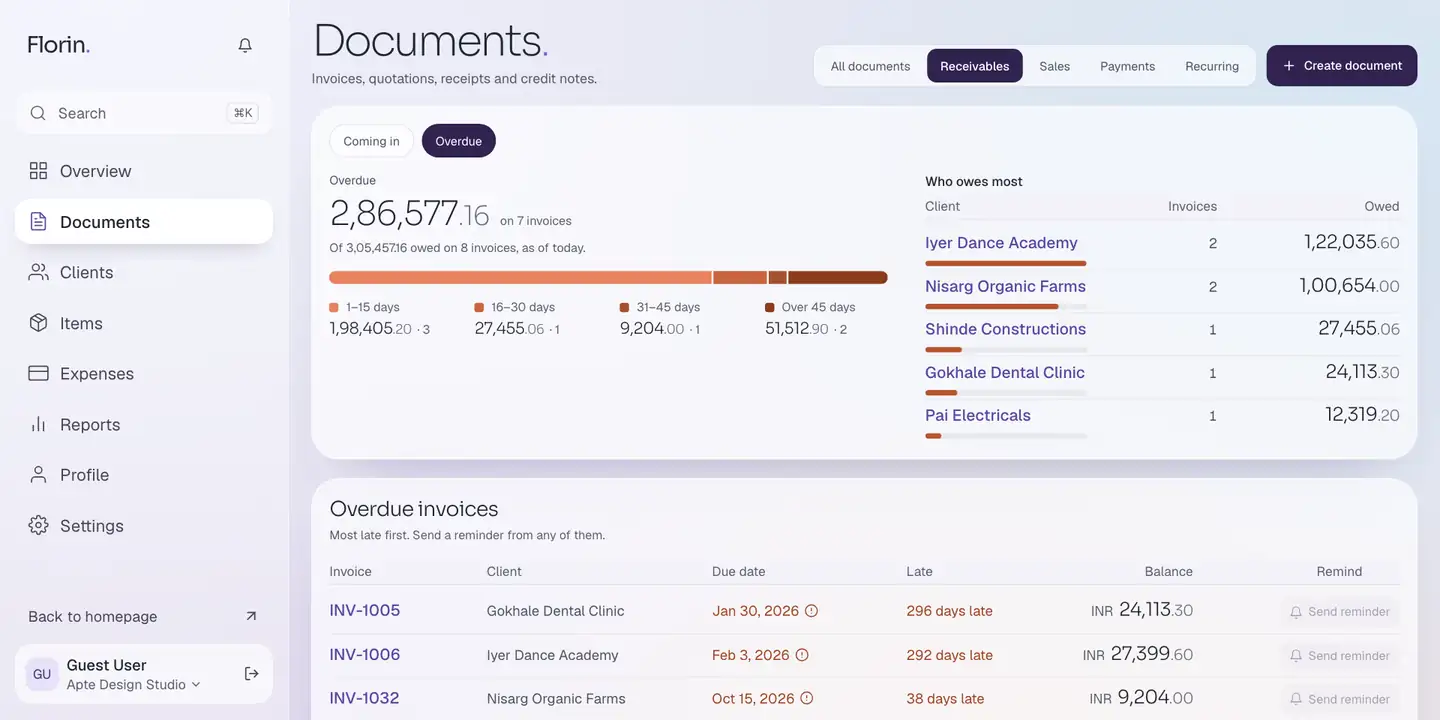 Florin.
Search ⌘K
Overview
Documents
Clients
Items
Expenses
Reports
Profile
Settings
Back to homepage
GU
Guest User
Apte Design Studio
Documents.
Invoices, quotations, receipts and credit notes.
All documents Receivables Sales Payments Recurring
+ Create document
Coming in Overdue
Overdue
2,86,577.16 on 7 invoices
Of 3,05,457.16 owed on 8 invoices, as of today.
1–15 days 16–30 days 31–45 days Over 45 days
1,98,405.20 · 3 27,455.06 · 1 9,204.00 · 1 51,512.90 · 2
Who owes most
Client Invoices Owed
Iyer Dance Academy 2 1,22,035.60
Nisarg Organic Farms 2 1,00,654.00
Shinde Constructions 1 27,455.06
Gokhale Dental Clinic 1 24,113.30
Pai Electricals 1 12,319.20
Overdue invoices
Most late first. Send a reminder from any of them.
Invoice Client Due date Late Balance Remind
INV-1005 Gokhale Dental Clinic Jan 30, 2026 296 days late INR 24,113.30 Send reminder
INV-1006 Iyer Dance Academy Feb 3, 2026 292 days late INR 27,399.60 Send reminder
INV-1032 Nisarg Organic Farms Oct 15, 2026 38 days late INR 9,204.00 Send reminder